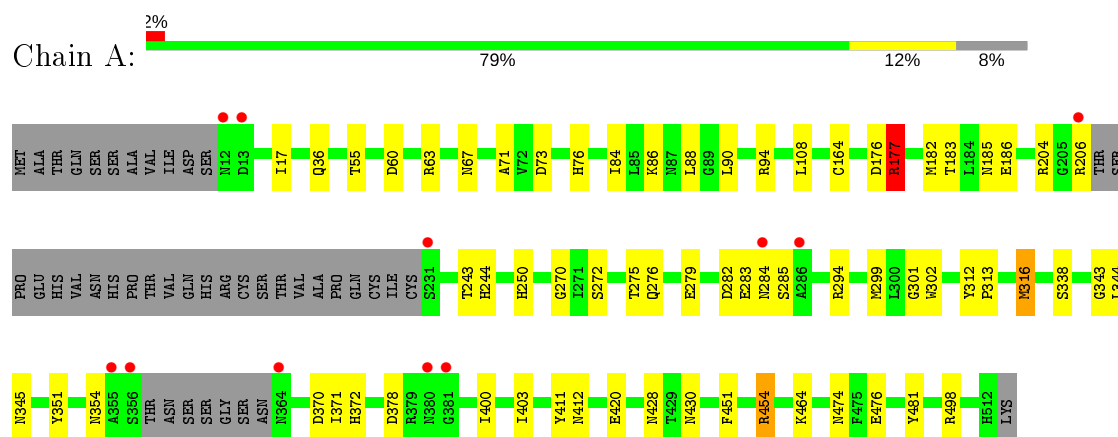 2%
Chain A:
79% 12% 8%
MET ALA THR GLN SER SER ALA VAL ILE ASP SER N12 D13 I17 Q36 T55 D60 R63 N67 A71 V72 D73 H76 I84 L85 K86 N87 L88 G89 L90 R94 L108 C164 D176 R177 M182 T183 L184 N185 E186 R204 G205 R206 THR SER
PRO GLU HIS VAL ASN HIS PRO THR VAL GLN HIS ARG CYS SER THR VAL ALA PRO GLN CYS ILE CYS S231 T243 H244 H250 G270 I271 S272 T275 Q276 E279 D282 E283 N284 S285 A286 R294 M299 L300 G301 W302 Y312 P313 M316 S338 G343 L344
N345 Y351 N354 A355 S356 THR ASN SER SER GLY SER ASN N364 D370 I371 H372 D378 R379 N380 G381 I400 I403 Y411 N412 E420 N428 T429 N430 F451 R454 K464 N474 F475 E476 Y481 R498 H512 LYS